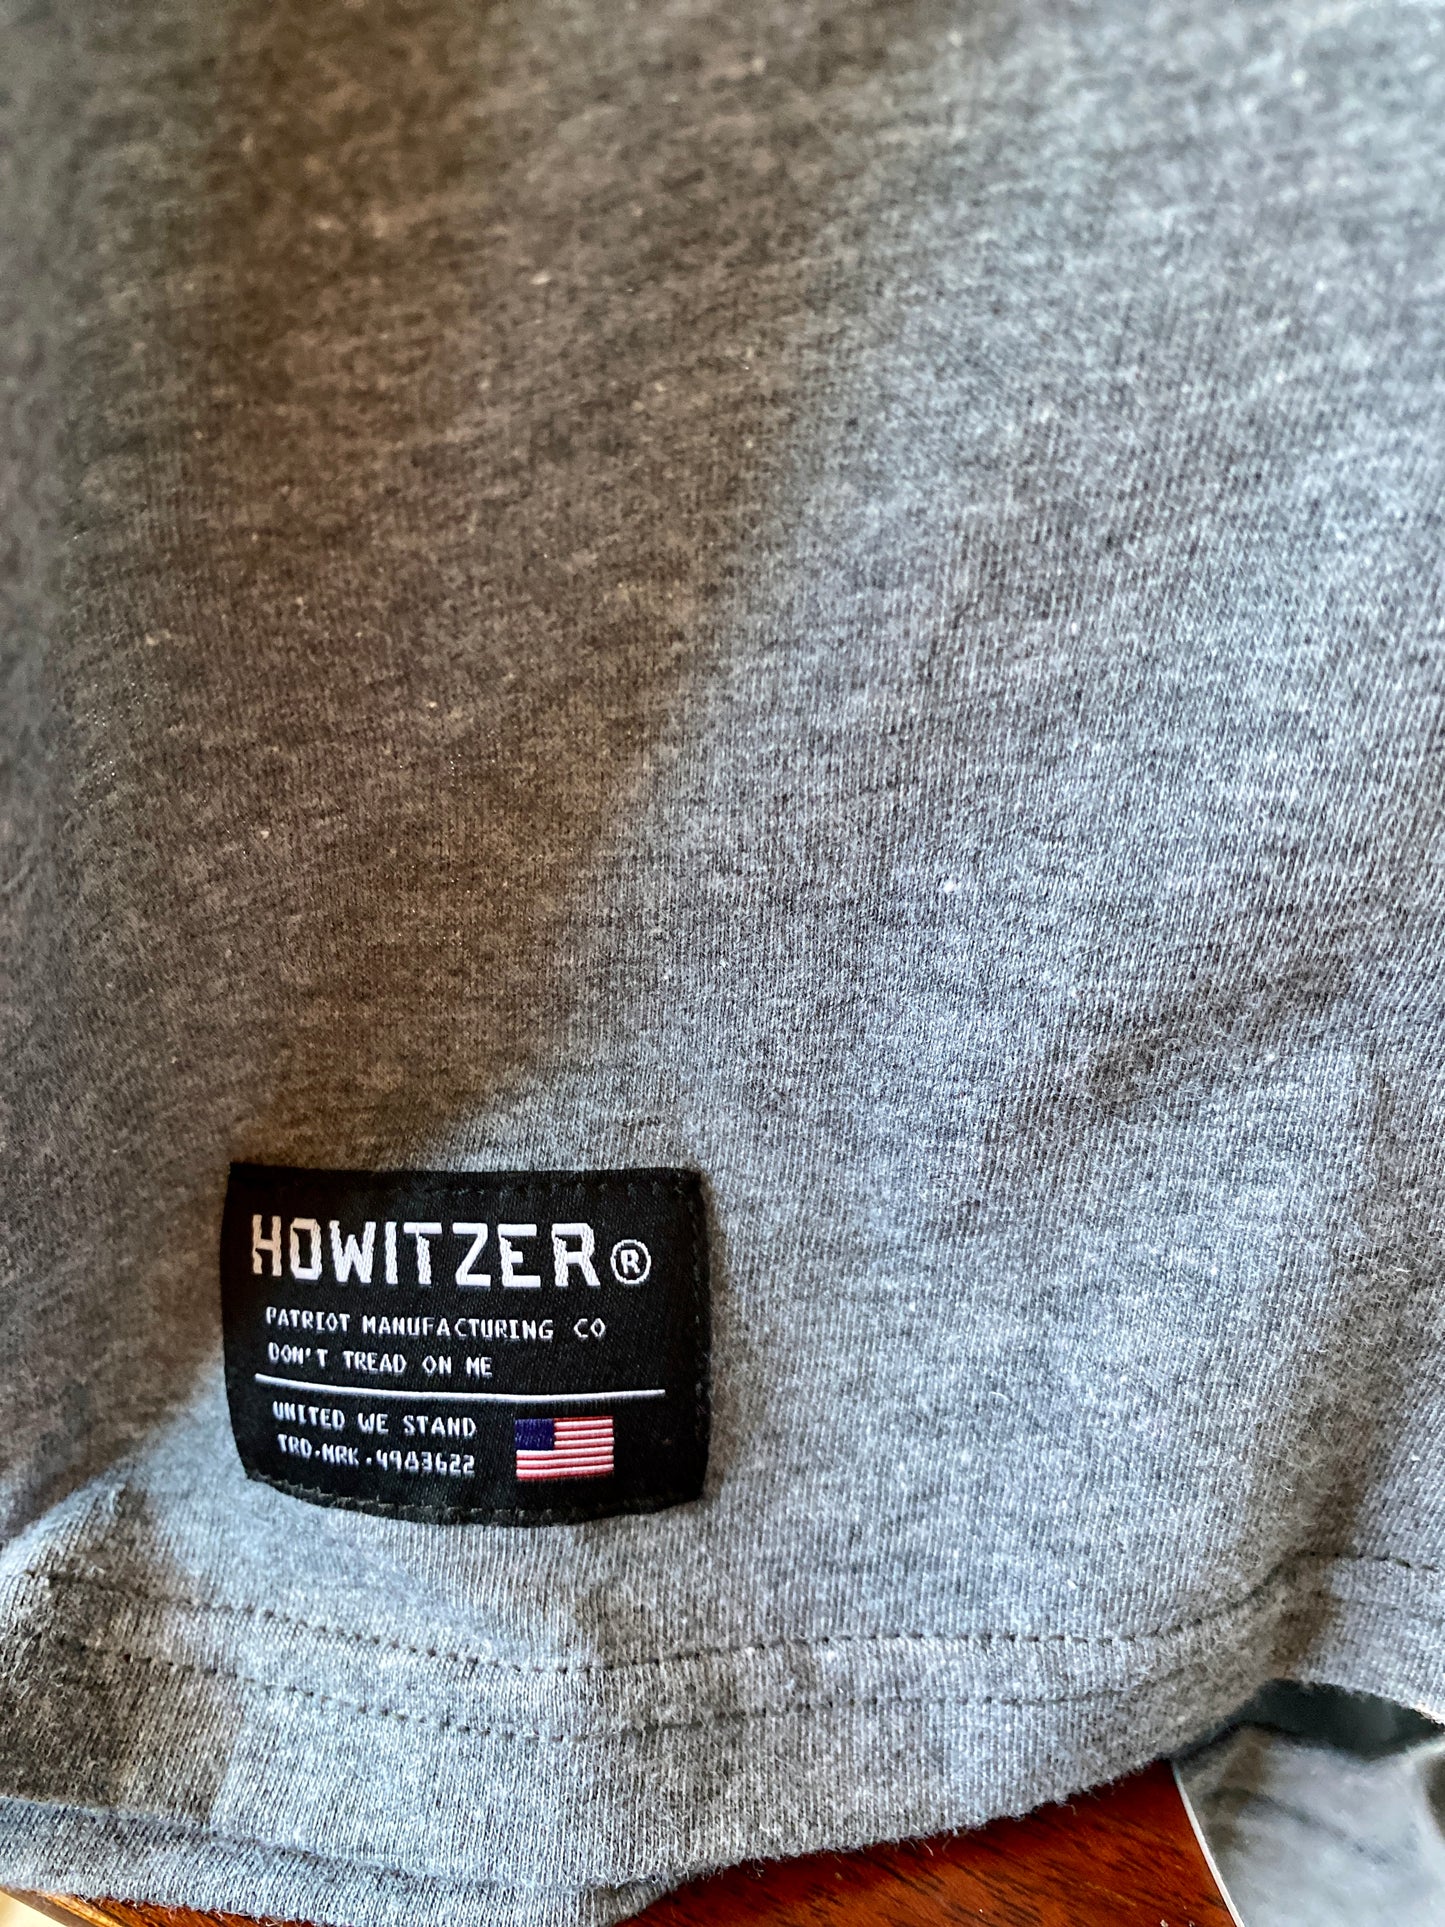 HOWITZER®
PATRIOT MANUFACTURING CO
DON'T TREAD ON ME
UNITED WE STAND
TRD.MRK.4983622